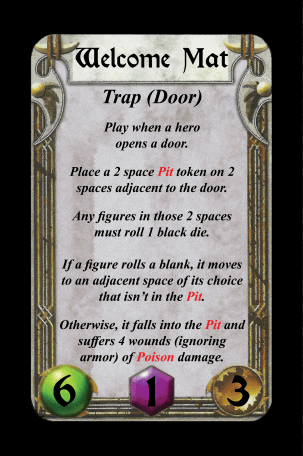 Welcome Mat
Trap (Door)
Play when a hero
opens a door.
Place a 2 space Pit token on 2
spaces adjacent to the door.
Any figures in those 2 spaces
must roll 1 black die.
If a figure rolls a blank, it moves
to an adjacent space of its choice
that isn't in the Pit.
Otherwise, it falls into the Pit and
suffers 4 wounds (ignoring
armor) of Poison damage.
6 1 3